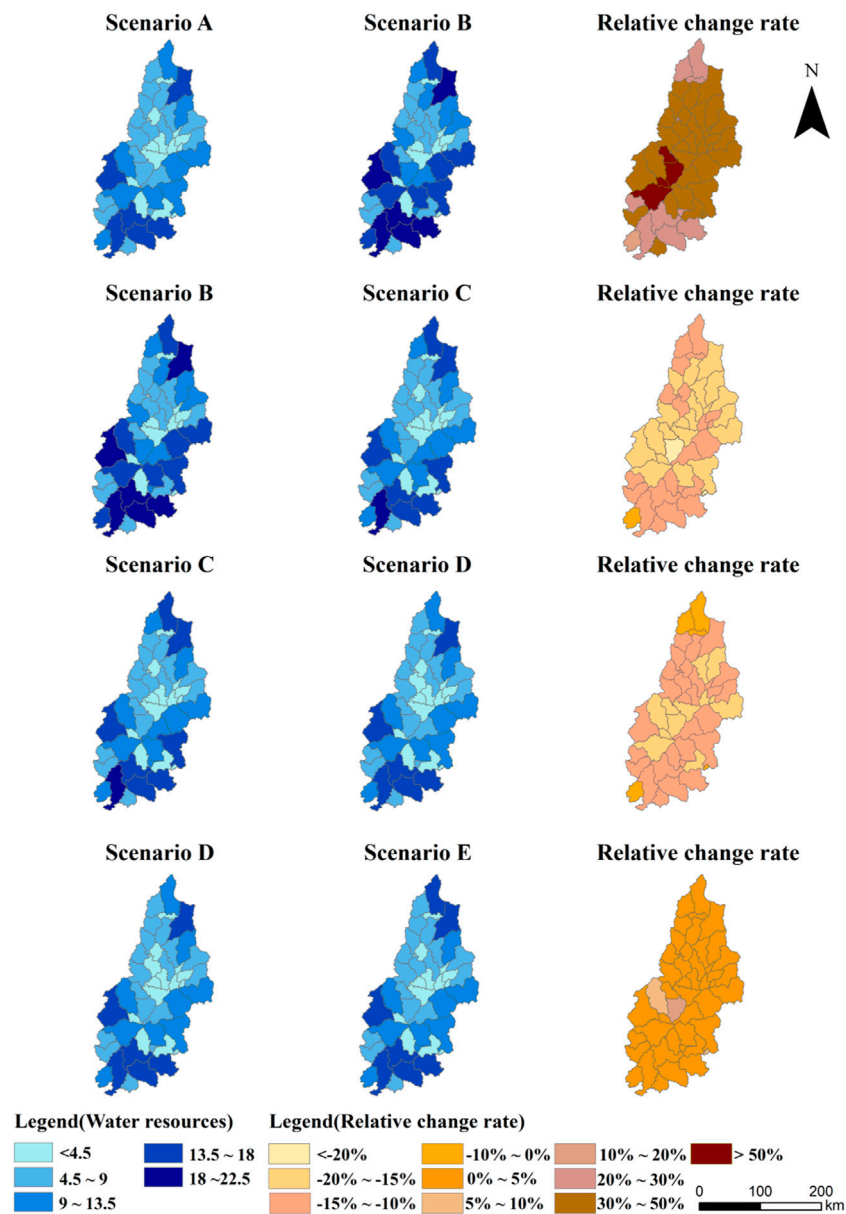 Scenario A Scenario B Relative change rate
N
Scenario B Scenario C Relative change rate
Scenario C Scenario D Relative change rate
Scenario D Scenario E Relative change rate
Legend(Water resources) Legend(Relative change rate)
<4.5 13.5 ~ 18 <-20% -10% ~ 0% 10% ~ 20% > 50%
4.5 ~ 9 18 ~22.5 -20% ~ -15% 0% ~ 5% 20% ~ 30%
9 ~ 13.5 -15% ~ -10% 5% ~ 10% 30% ~ 50%
0 100 200
km